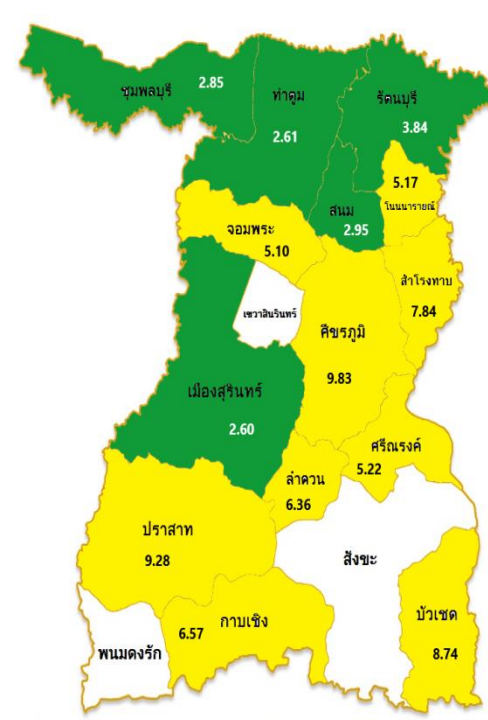 ชุมพลบุรี
2.85
ท่าตูม
2.61
รัตนบุรี
3.84
5.17
โนนนารายณ์
สนม
2.95
จอมพระ
5.10
สำโรงทาบ
7.84
เขวาสินรินทร์
ศีขรภูมิ
9.83
เมืองสุรินทร์
2.60
ศรีณรงค์
5.22
ลำดวน
6.36
ปราสาท
9.28
สังขะ
บัวเชด
8.74
กาบเชิง
6.57
พนมดงรัก